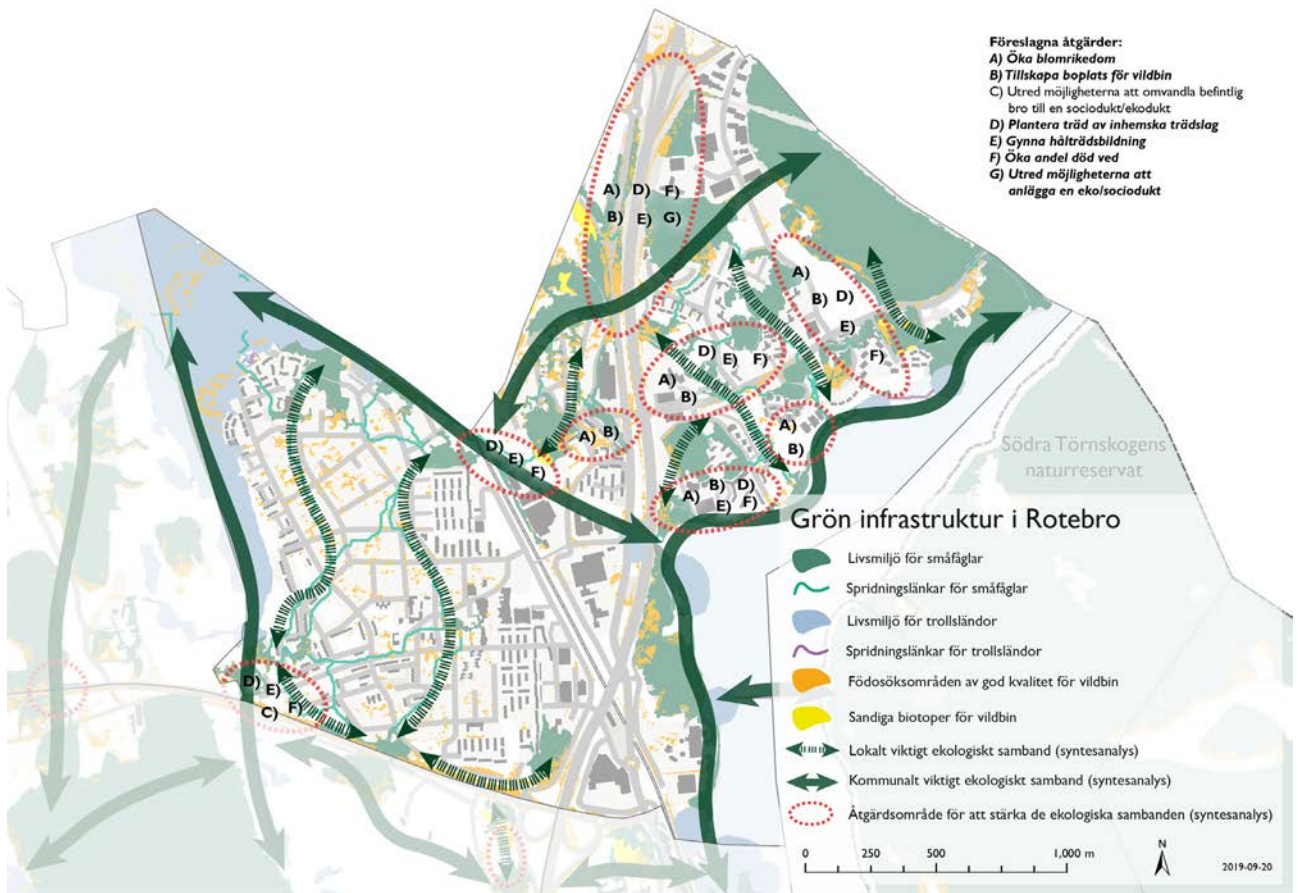 Föreslagna åtgärder:
A) Öka blomrikedom
B) Tillskapa boplats för vildbin
C) Utred möjligheterna att omvandla befintlig
bro till en sociodukt/ekodukt
D) Plantera träd av inhemska trädslag
E) Gynna hålträdsbildning
F) Öka andel död ved
G) Utred möjligheterna att
anlägga en eko/sociodukt
A) D) F)
B) E) G)
A)
B) D)
E)
F)
D) E) F)
A)
B)
A) B)
A)
B)
D)
E)
F)
A) B) D)
E) F)
D)
E)
C) F)
Södra Törnskogens
naturreservat
Grön infrastruktur i Rotebro
Livsmiljö för småfåglar
Spridningslänkar för småfåglar
Livsmiljö för trollsländor
Spridningslänkar för trollsländor
Födosöksområden av god kvalitet för vildbin
Sandiga biotoper för vildbin
Lokalt viktigt ekologiskt samband (syntesanalys)
Kommunalt viktigt ekologiskt samband (syntesanalys)
Åtgärdsområde för att stärka de ekologiska sambanden (syntesanalys)
0 250 500 1,000 m
N
2019-09-20